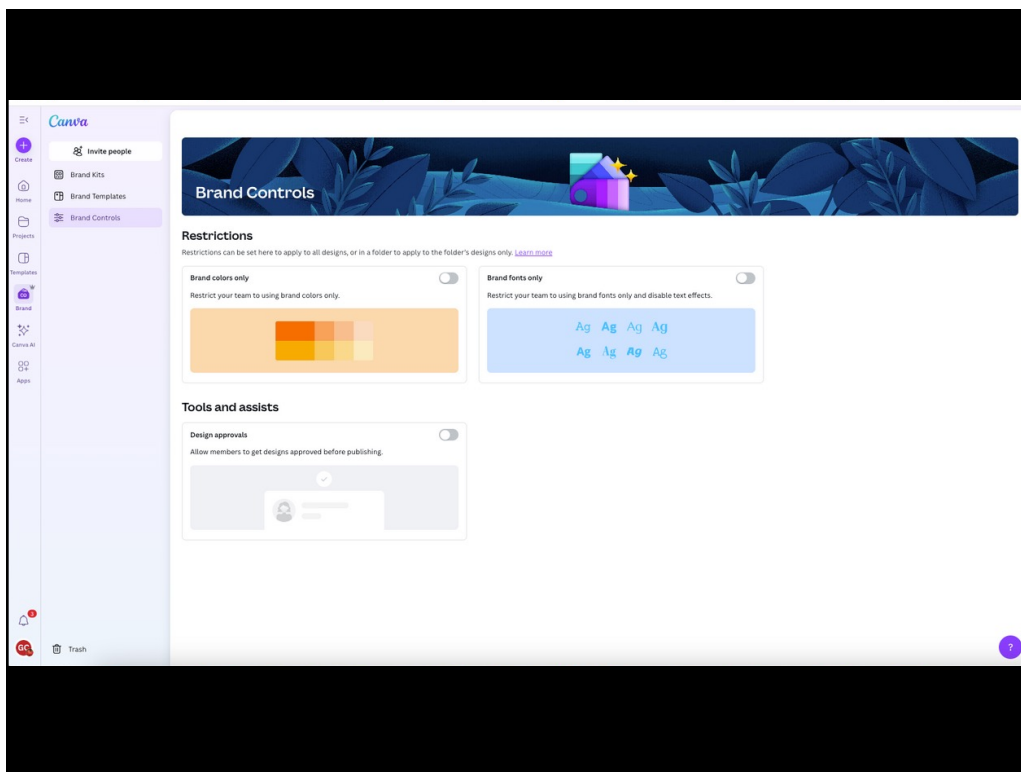 Canva
Create
Home
Projects
Templates
CO
Brand
Canva AI
Apps
3
GC
Invite people
Brand Kits
Brand Templates
Brand Controls
Trash
Brand Controls
Restrictions
Restrictions can be set here to apply to all designs, or in a folder to apply to the folder's designs only. Learn more
Brand colors only
Restrict your team to using brand colors only.
Brand fonts only
Restrict your team to using brand fonts only and disable text effects.
Ag Ag Ag Ag
Ag Ag Ag Ag
Tools and assists
Design approvals
Allow members to get designs approved before publishing.
?